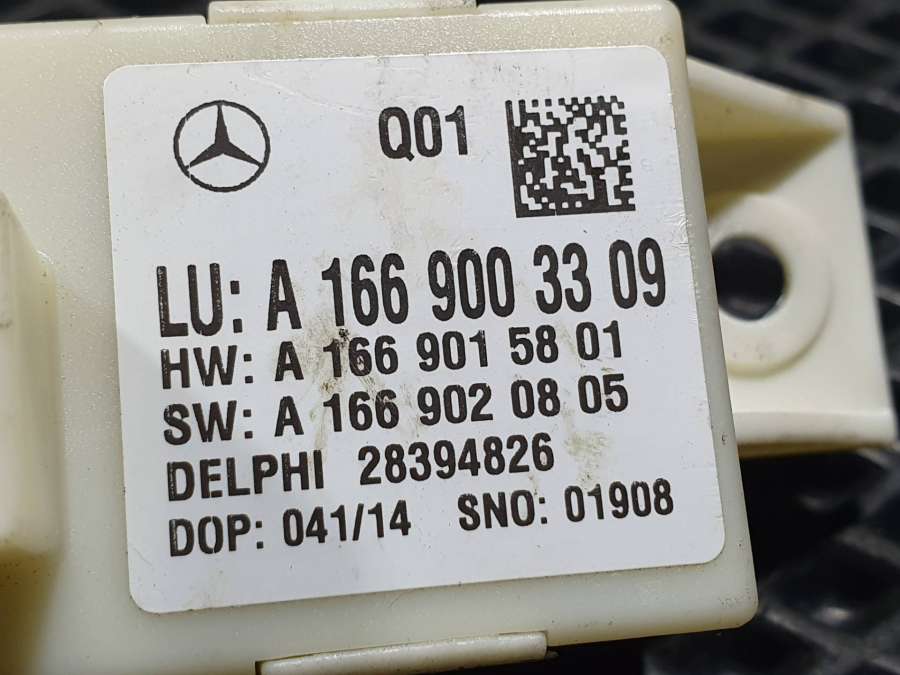 Q01
LU: A 166 900 33 09
HW: A 166 901 58 01
SW: A 166 902 08 05
DELPHI 28394826
DOP: 041/14 SNO: 01908